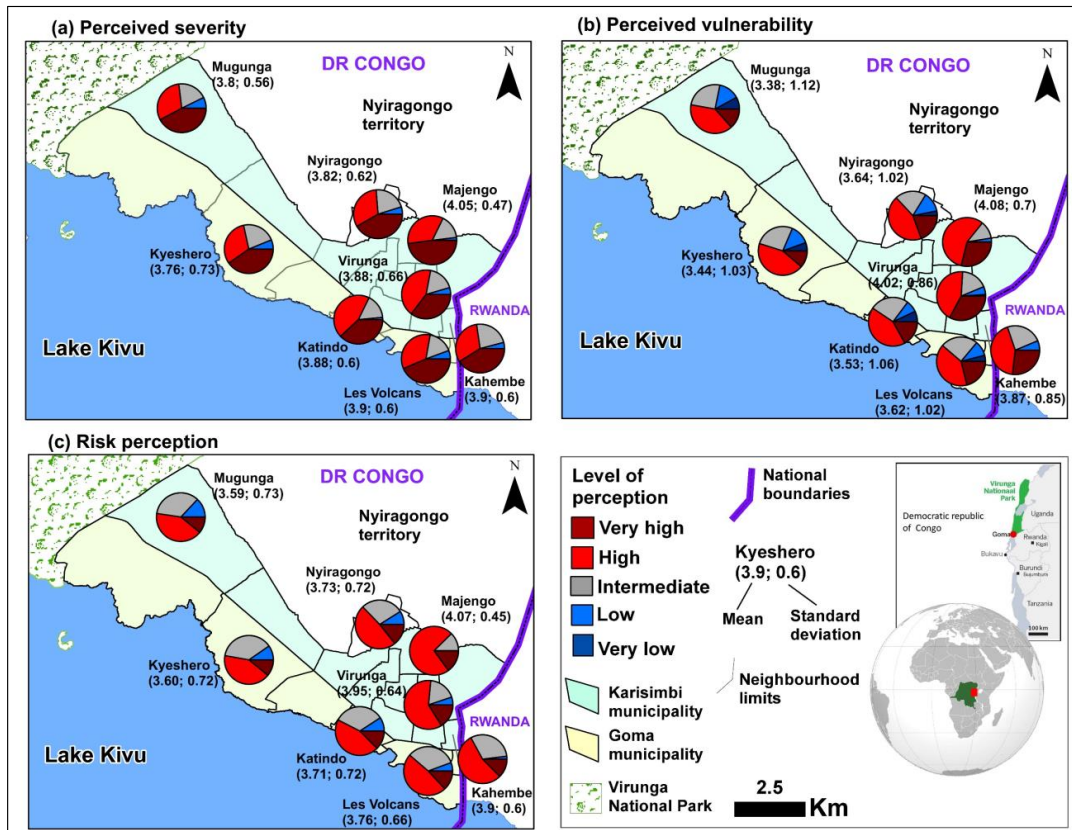 (a) Perceived severity
N
DR CONGO
Mugunga
(3.8; 0.56)
Nyiragongo
territory
Nyiragongo
(3.82; 0.62)
Majengo
(4.05; 0.47)
Kyeshero
(3.76; 0.73)
Virunga
(3.88; 0.66)
RWANDA
Lake Kivu
Katindo
(3.88; 0.6)
Les Volcans
(3.9; 0.6)
Kahembe
(3.9; 0.6)
(b) Perceived vulnerability
N
DR CONGO
Mugunga
(3.38; 1.12)
Nyiragongo
territory
Nyiragongo
(3.64; 1.02)
Majengo
(4.08; 0.7)
Kyeshero
(3.44; 1.03)
Virunga
(4.02; 0.86)
RWANDA
Lake Kivu
Katindo
(3.53; 1.06)
Les Volcans
(3.62; 1.02)
Kahembe
(3.87; 0.85)
(c) Risk perception
N
DR CONGO
Mugunga
(3.59; 0.73)
Nyiragongo
territory
Nyiragongo
(3.73; 0.72)
Majengo
(4.07; 0.45)
Kyeshero
(3.60; 0.72)
Virunga
(3.95; 0.64)
RWANDA
Lake Kivu
Katindo
(3.71; 0.72)
Les Volcans
(3.76; 0.66)
Kahembe
(3.9; 0.6)
Level of
perception
Very high
High
Intermediate
Low
Very low
Karisimbi
municipality
Goma
municipality
Virunga
National Park
National
boundaries
Kyeshero
(3.9; 0.6)
Mean
Standard
deviation
Neighbourhood
limits
2.5
Km
Virunga
Nationaal
Park
Democratic republic
of Congo
Uganda
Goma
Rwanda
Kigali
Bukavu
Burundi
Bujumbura
Tanzania
100 km